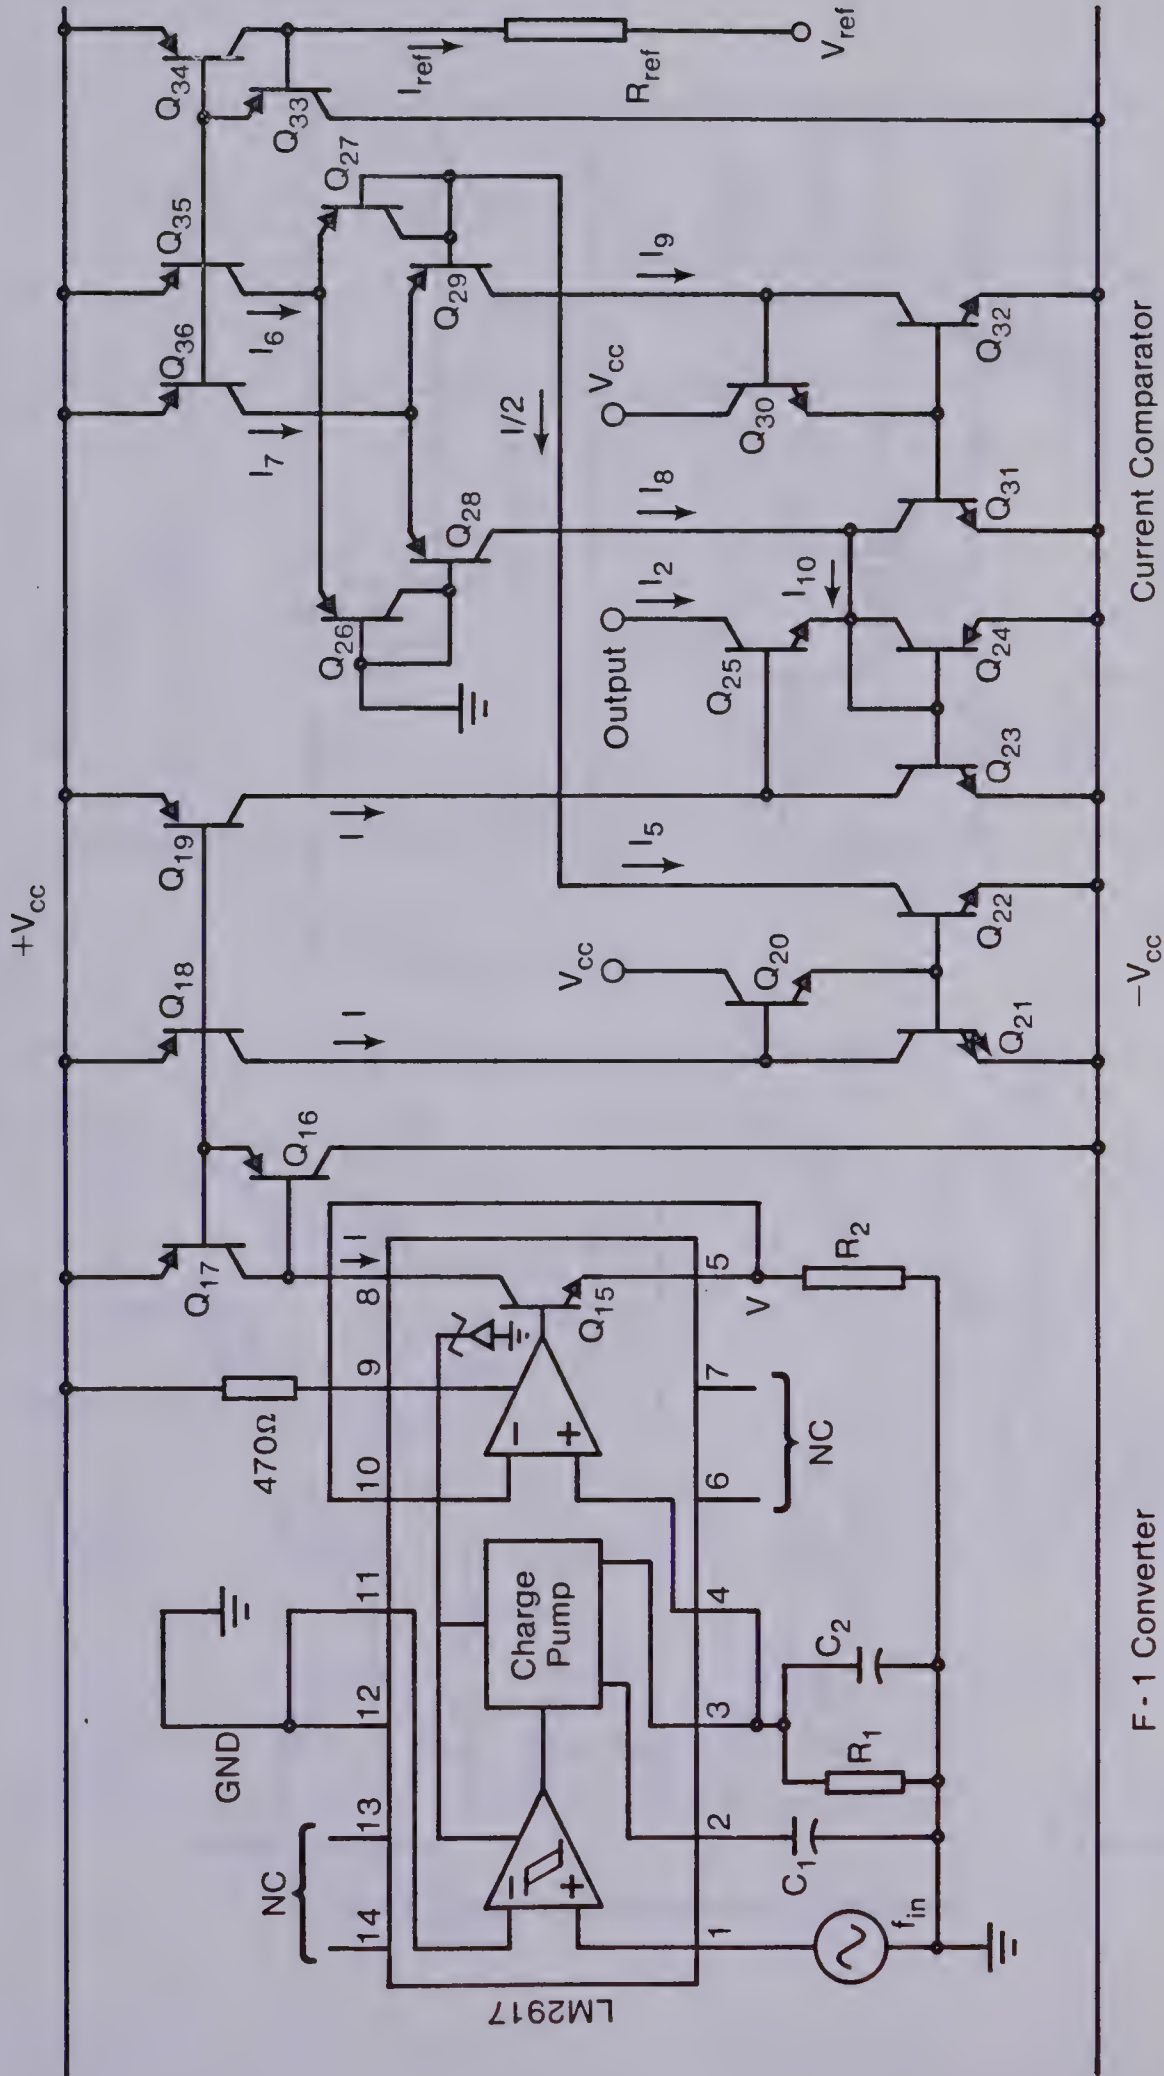 +Vcc
Q17
Q16
Q18
Q19
Q36
Q35
Q34
Q33
I
I
I7
I6
Iref
Rref
Vref
Q26
Q27
Q28
Q29
I/2
470Ω
GND
NC
14
13
12
11
10
9
8
I
LM2917
Charge
Pump
−
+
−
+
Q15
1
2
3
4
6
7
5
NC
V
fin
C1
R1
C2
R2
Vcc
Q20
Q21
Q22
I5
Output
I2
Q25
I10
Q23
Q24
I8
I9
Vcc
Q30
Q31
Q32
−Vcc
F - 1 Converter
Current Comparator